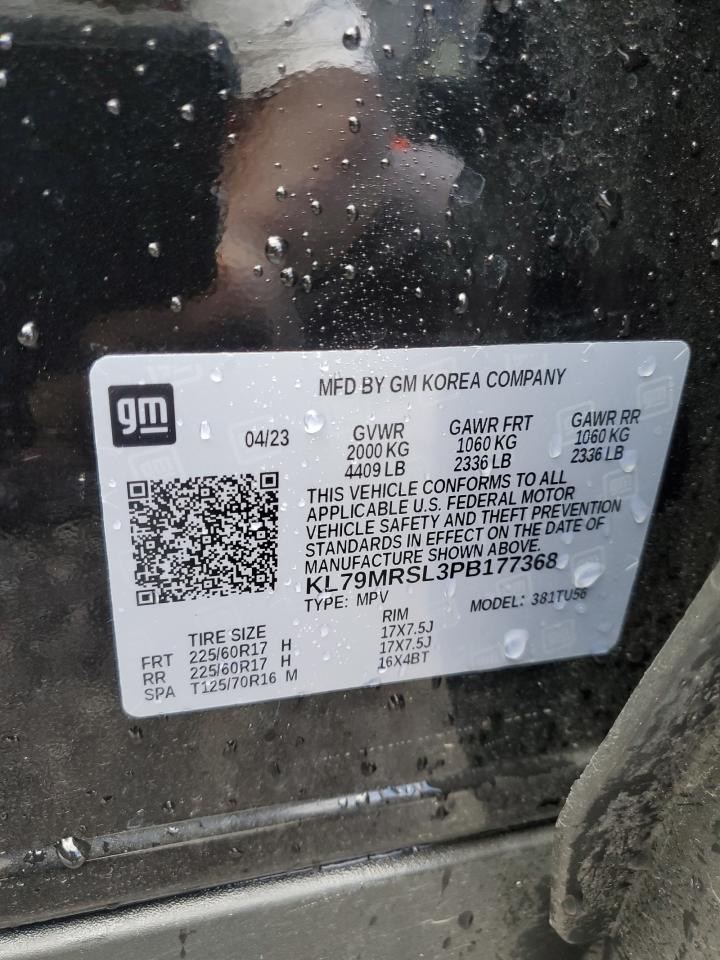 MFD BY GM KOREA COMPANY
gm
04/23
GVWR
2000 KG
4409 LB
GAWR FRT
1060 KG
2336 LB
GAWR RR
1060 KG
2336 LB
THIS VEHICLE CONFORMS TO ALL
APPLICABLE U.S. FEDERAL MOTOR
VEHICLE SAFETY AND THEFT PREVENTION
STANDARDS IN EFFECT ON THE DATE OF
MANUFACTURE SHOWN ABOVE.
KL79MRSL3PB177368
TYPE: MPV
MODEL: 381TU56
TIRE SIZE RIM
FRT 225/60R17 H 17X7.5J
RR 225/60R17 H 17X7.5J
SPA T125/70R16 M 16X4BT